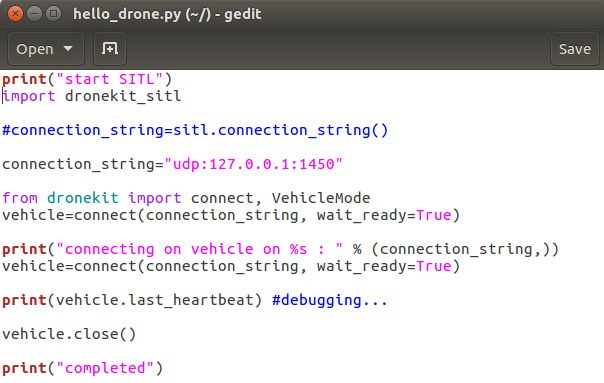 hello_drone.py (~/) - gedit
Open
Save
print("start SITL")
import dronekit_sitl
#connection_string=sitl.connection_string()
connection_string="udp:127.0.0.1:1450"
from dronekit import connect, VehicleMode
vehicle=connect(connection_string, wait_ready=True)
print("connecting on vehicle on %s : " % (connection_string,))
vehicle=connect(connection_string, wait_ready=True)
print(vehicle.last_heartbeat) #debugging...
vehicle.close()
print("completed")